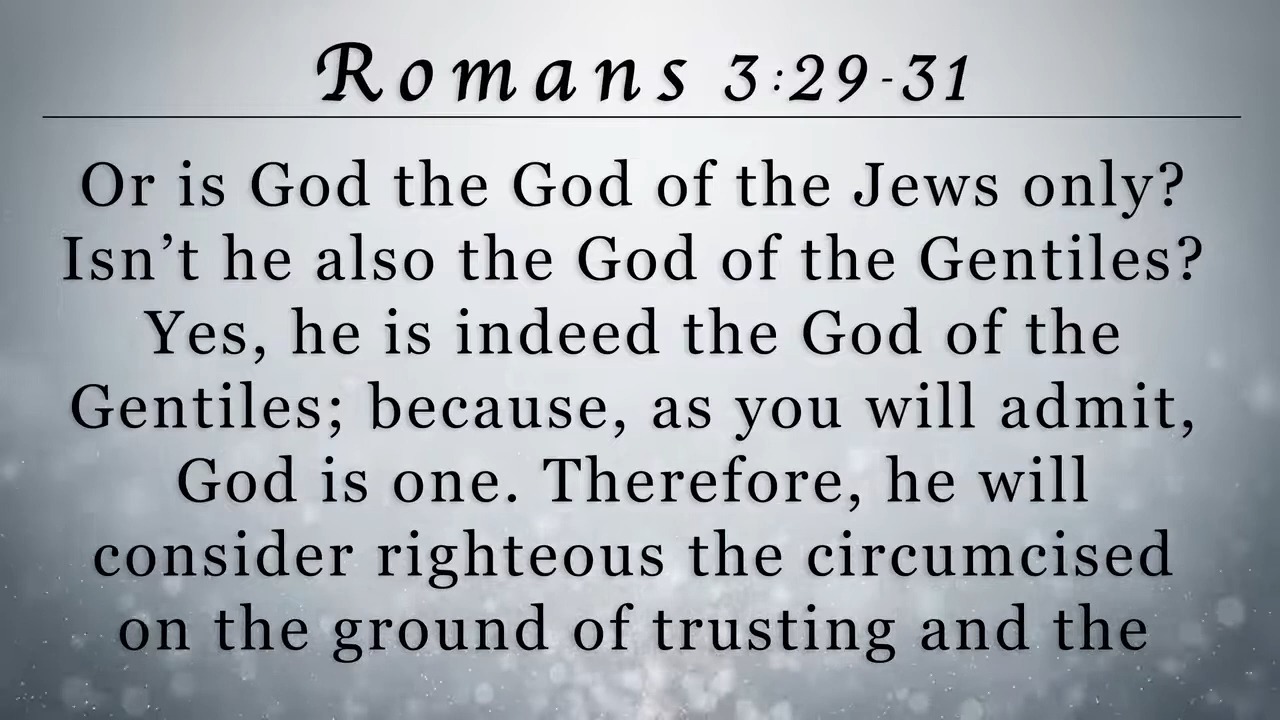 Romans 3:29-31
Or is God the God of the Jews only?
Isn’t he also the God of the Gentiles?
Yes, he is indeed the God of the
Gentiles; because, as you will admit,
God is one. Therefore, he will
consider righteous the circumcised
on the ground of trusting and the